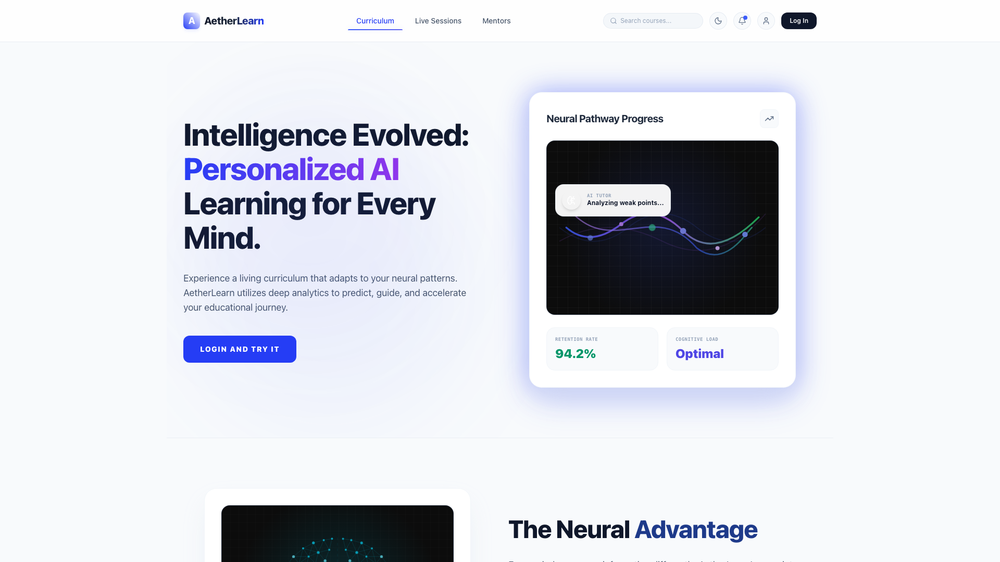 A AetherLearn
Curriculum
Live Sessions
Mentors
Search courses...
Log In
Intelligence Evolved:
Personalized AI
Learning for Every
Mind.
Experience a living curriculum that adapts to your neural patterns.
AetherLearn utilizes deep analytics to predict, guide, and accelerate
your educational journey.
LOGIN AND TRY IT
Neural Pathway Progress
AI TUTOR
Analyzing weak points...
RETENTION RATE
94.2%
COGNITIVE LOAD
Optimal
The Neural Advantage